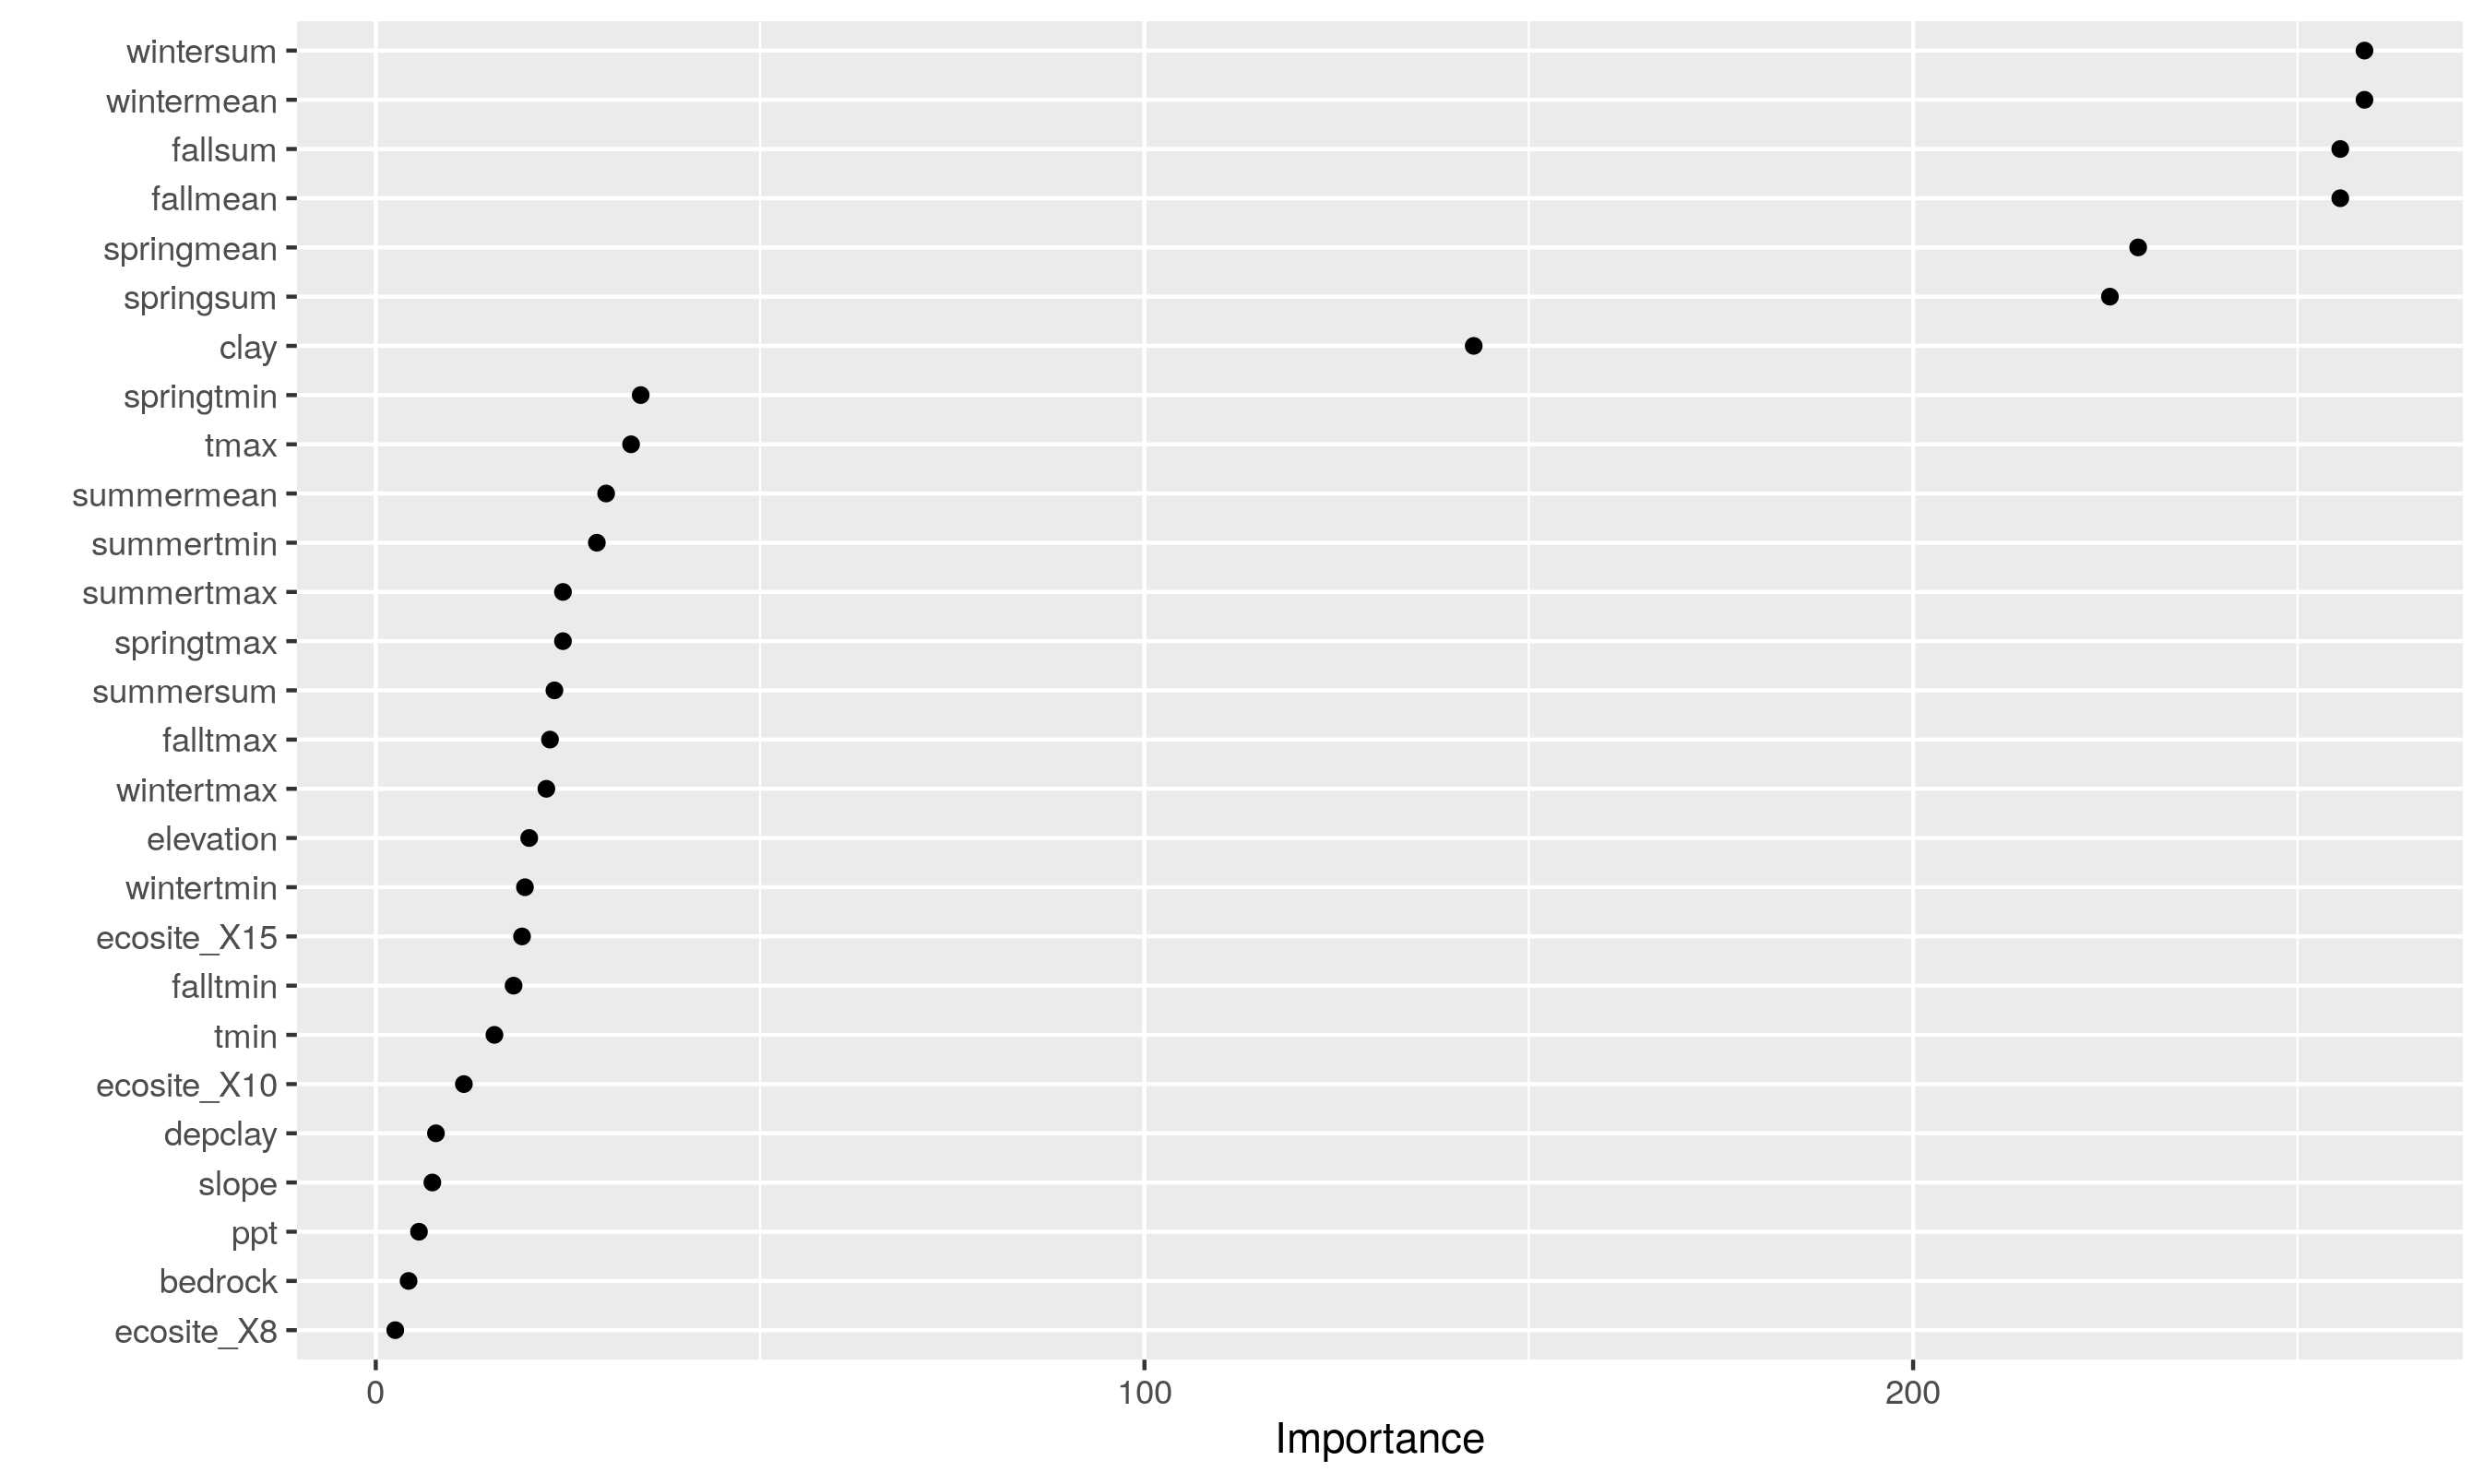 wintersum
wintermean
fallsum
fallmean
springmean
springsum
clay
springtmin
tmax
summermean
summertmin
summertmax
springtmax
summersum
falltmax
wintertmax
elevation
wintertmin
ecosite_X15
falltmin
tmin
ecosite_X10
depclay
slope
ppt
bedrock
ecosite_X8
0 100 200
Importance